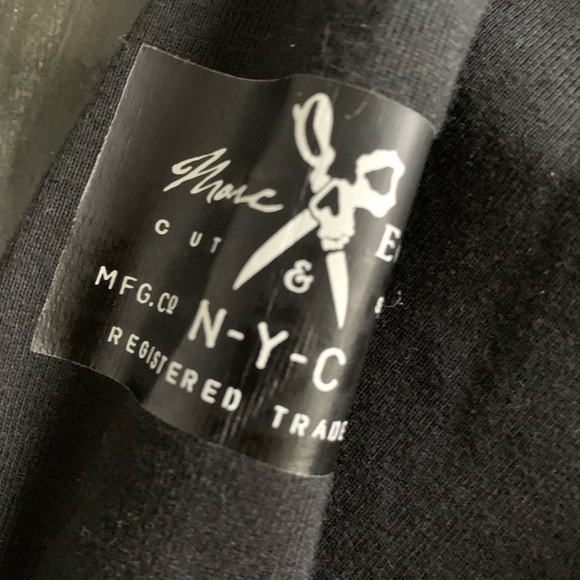 Marc E
CUT &
MFG.Co N-Y-C
REGISTERED TRADE